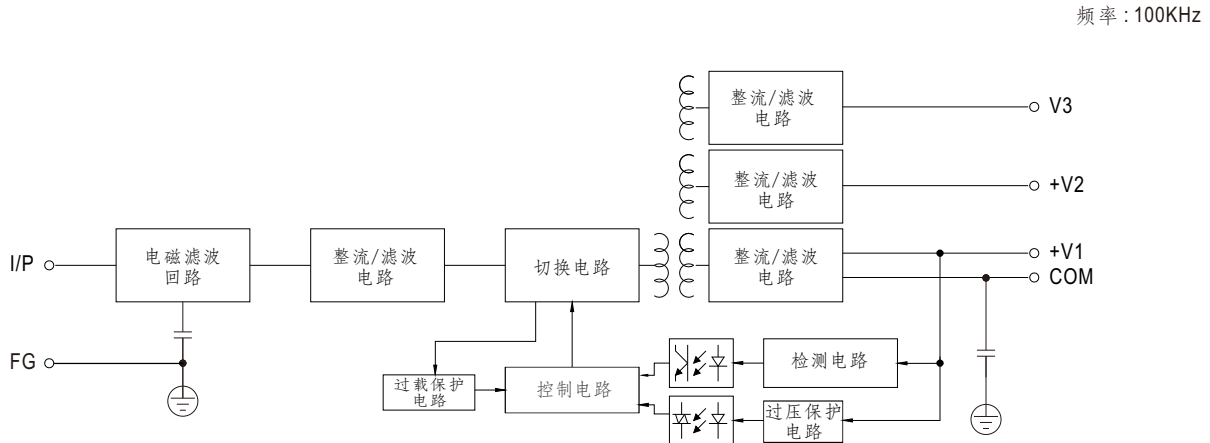 频率 : 100KHz
整流/滤波
电路
V3
整流/滤波
电路
+V2
I/P
电磁滤波
回路
整流/滤波
电路
切换电路
整流/滤波
电路
+V1
COM
FG
过载保护
电路
控制电路
检测电路
过压保护
电路